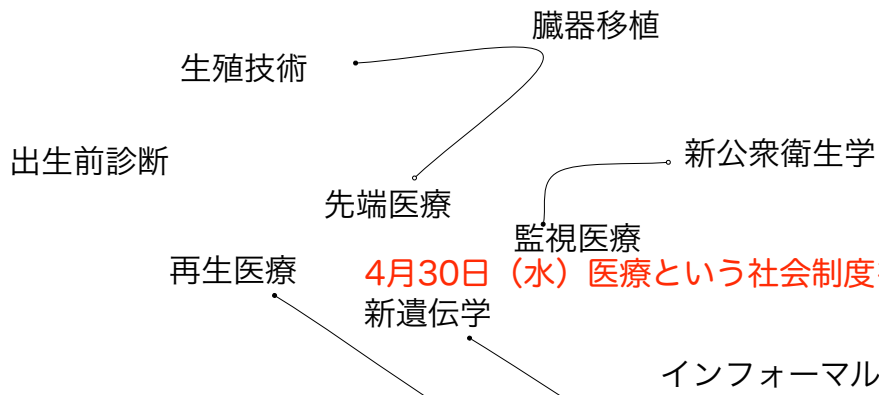 臓器移植
生殖技術
出生前診断
新公衆衛生学
先端医療
監視医療
再生医療
4月30日（水）医療という社会制度
新遺伝学
インフォーマル